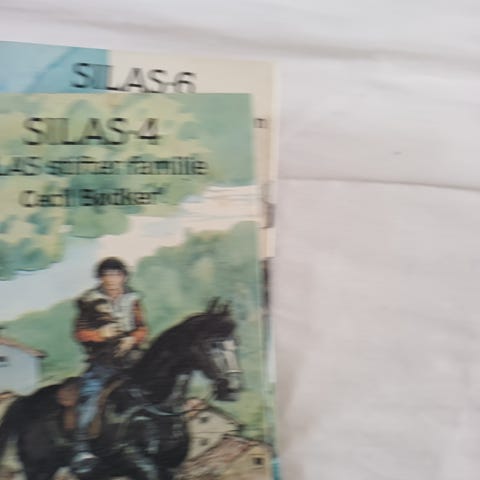 SILAS-6
SILAS-4
LAS stifter familie
Cecil Bødker